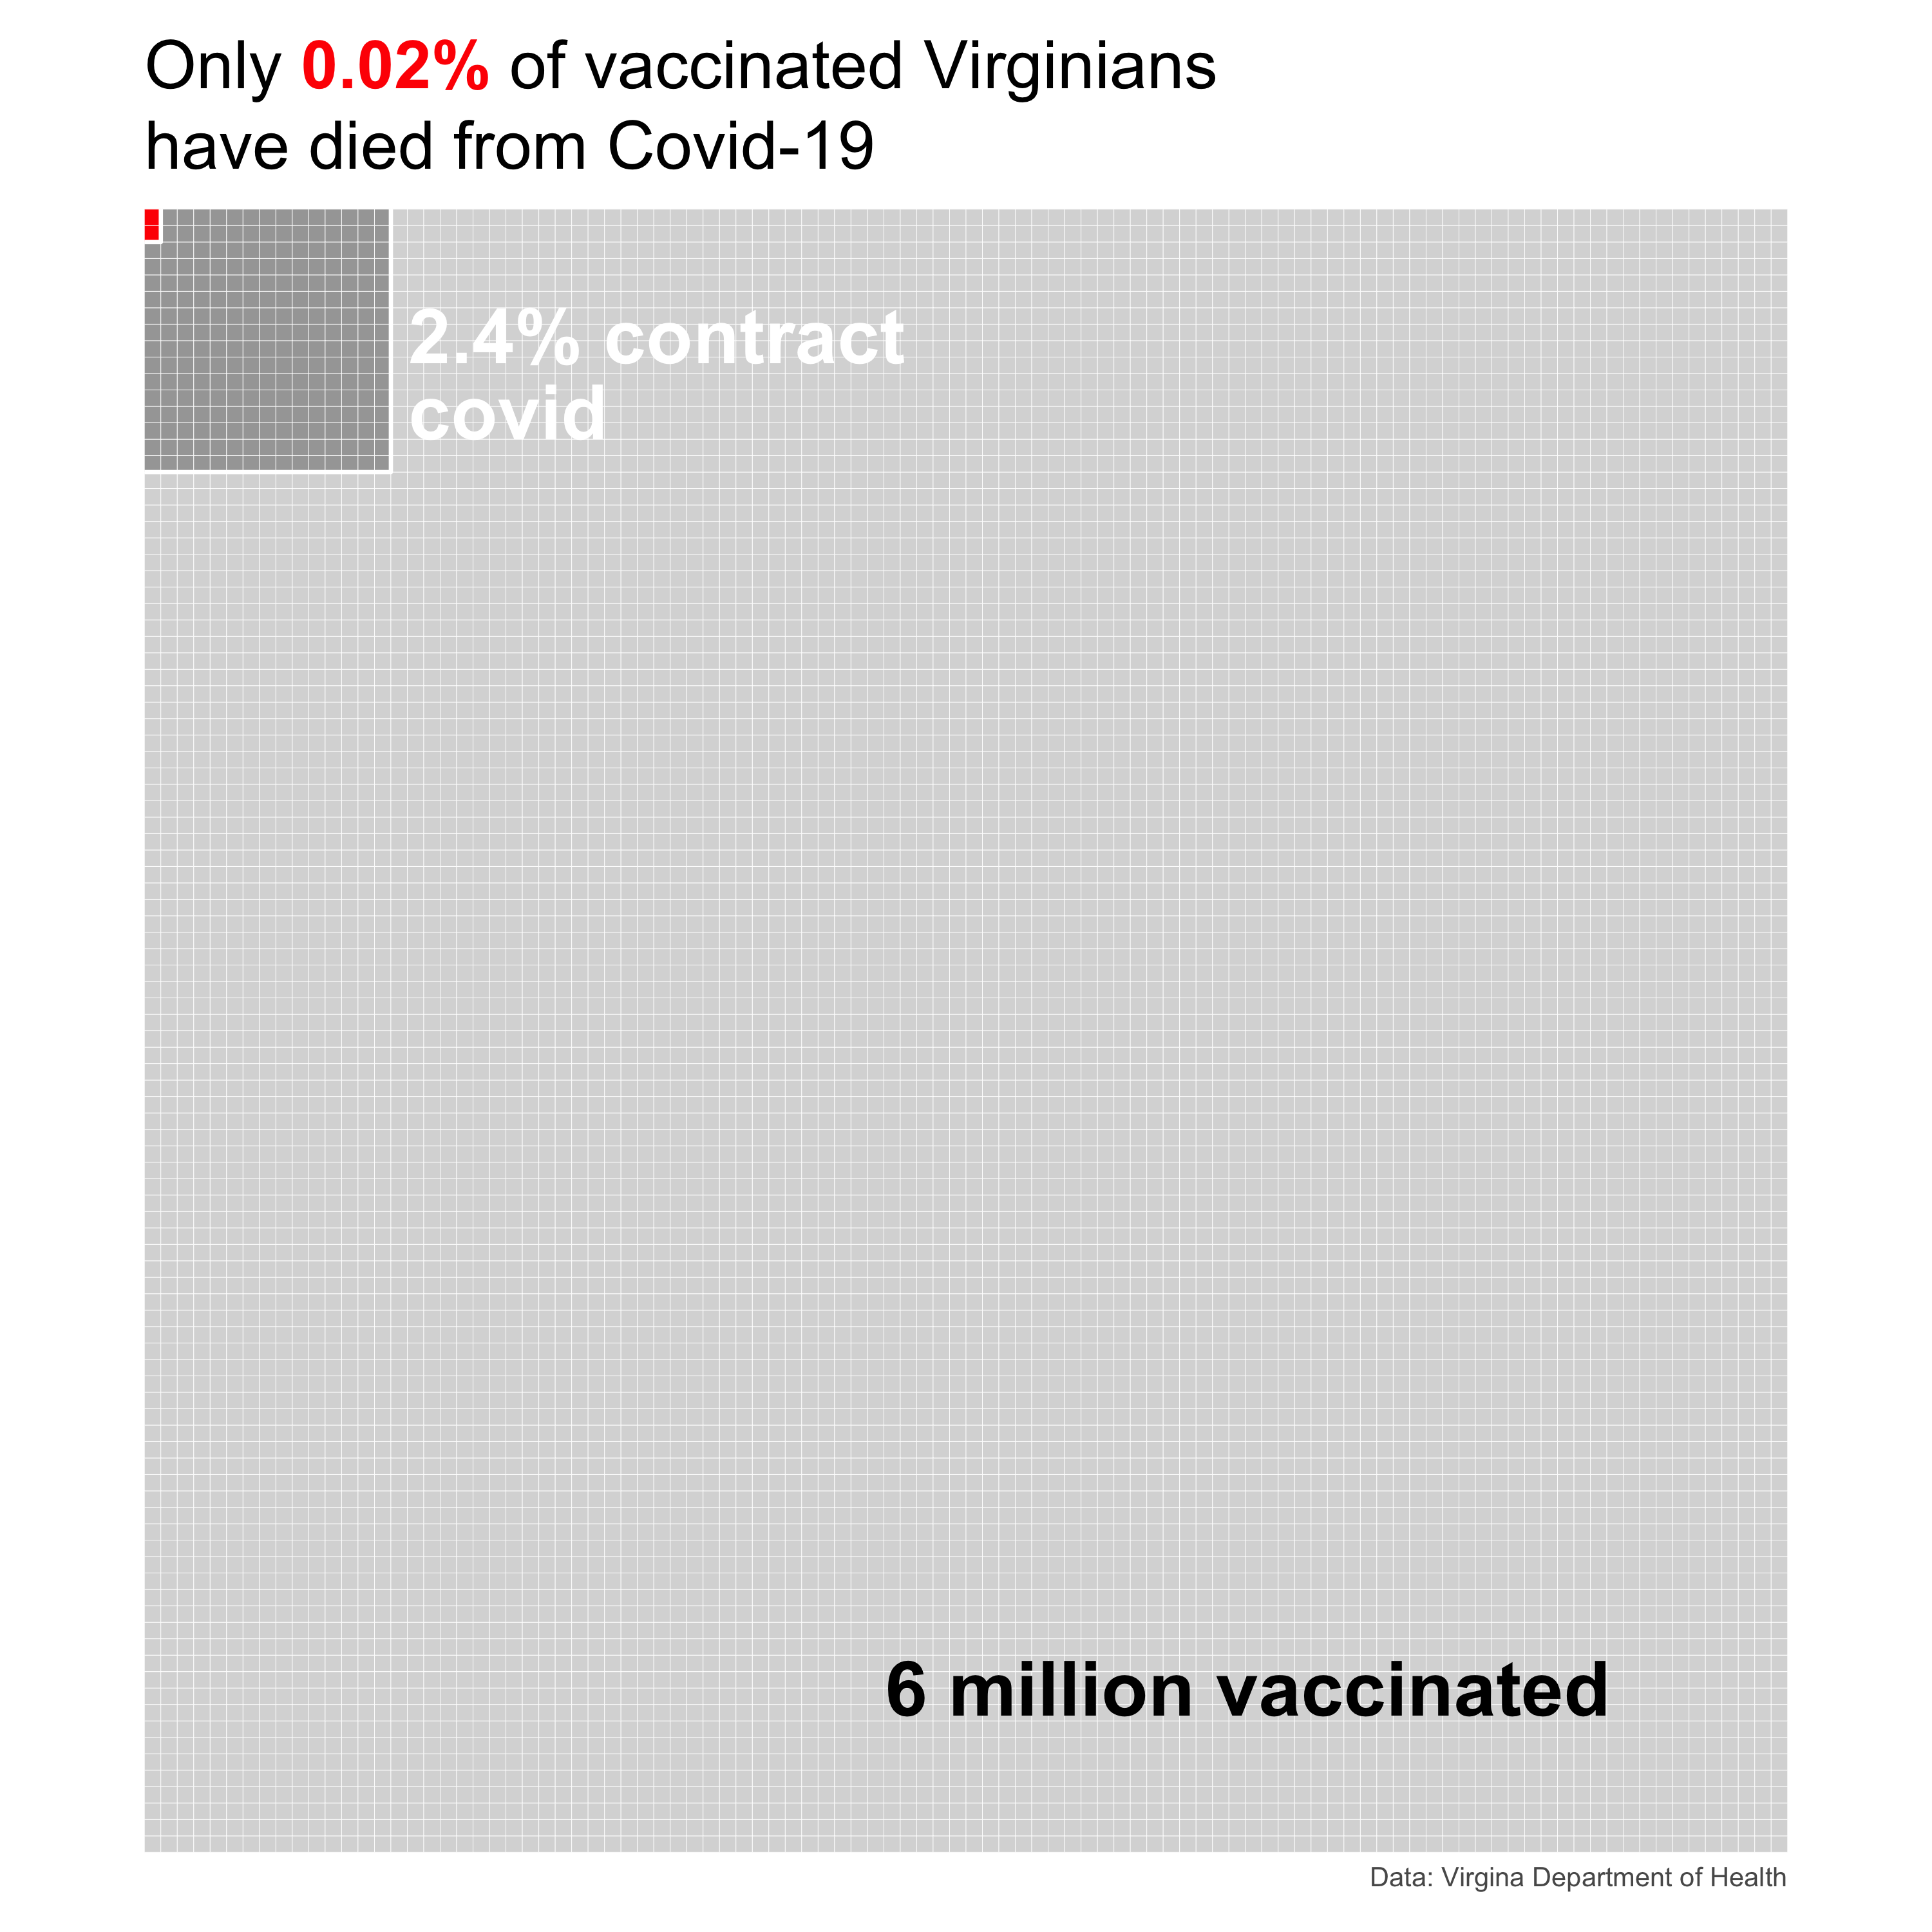 Only 0.02% of vaccinated Virginians
have died from Covid-19
2.4% contract
covid
6 million vaccinated
Data: Virgina Department of Health